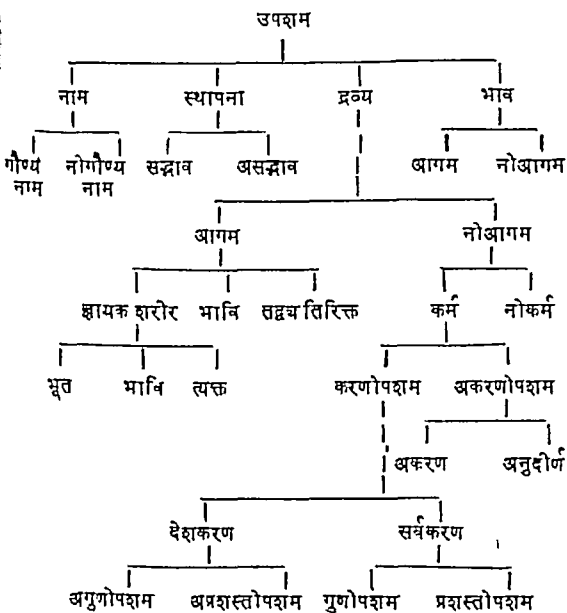 उपशम
नाम स्थापना द्रव्य भाव
गौण्य नोगौण्य सद्भाव असद्भाव आगम नोआगम
नाम नाम
आगम नोआगम
ज्ञायक शरीर भावि तद्वयतिरिक्त कर्म नोकर्म
भूत भावि त्यक्त करणोपशम अकरणोपशम
अकरण अनुदीर्ण
देशकरण सर्वकरण
अगुणोपशम अप्रशस्तोपशम गुणोपशम प्रशस्तोपशम